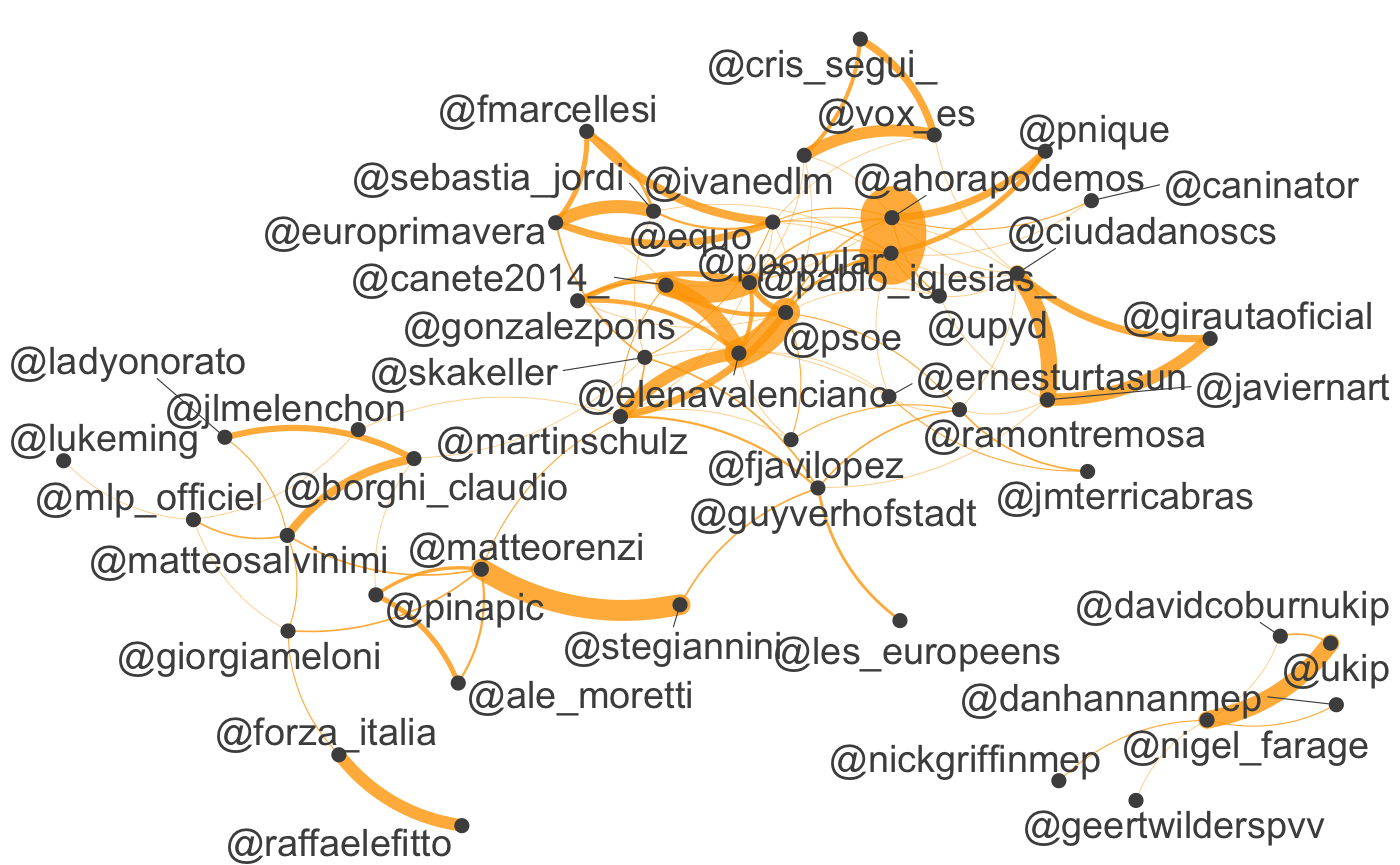 @cris_segui_
@fmarcellesi
@vox_es
@pnique
@sebastia_jordi
@ivanedlm
@ahorapodemos
@caninator
@europrimavera
@equo
@ciudadanoscs
@ppopular
@canete2014_
@pablo_iglesias_
@gonzalezpons
@upyd
@girautaoficial
@psoe
@ladyonorato
@skakeller
@elenavalenciano
@ernesturtasun
@javiernart
@jlmelenchon
@lukeming
@martinschulz
@ramontremosa
@fjavilopez
@mlp_officiel
@borghi_claudio
@jmterricabras
@guyverhofstadt
@matteosalvinimi
@matteorenzi
@pinapic
@davidcoburnukip
@giorgiameloni
@stegiannini
@les_europeens
@ukip
@ale_moretti
@danhannanmep
@forza_italia
@nickgriffinmep
@nigel_farage
@raffaelefitto
@geertwilderspvv